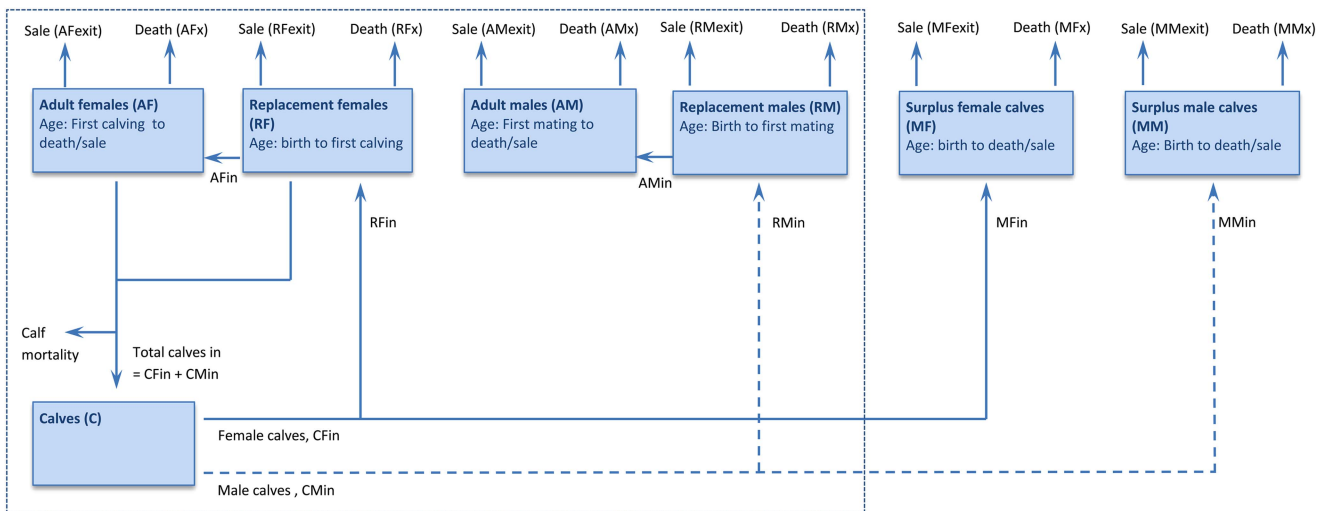 Sale (AFexit)
Death (AFx)
Sale (RFexit)
Death (RFx)
Sale (AMexit)
Death (AMx)
Sale (RMexit)
Death (RMx)
Sale (MFexit)
Death (MFx)
Sale (MMexit)
Death (MMx)
Adult females (AF)
Age: First calving to
death/sale
Replacement females
(RF)
Age: birth to first calving
Adult males (AM)
Age: First mating to
death/sale
Replacement males (RM)
Age: Birth to first mating
Surplus female calves
(MF)
Age: birth to death/sale
Surplus male calves
(MM)
Age: Birth to death/sale
AFin
AMin
RFin
RMin
MFin
MMin
Calf
mortality
Total calves in
= CFin + CMin
Calves (C)
Female calves, CFin
Male calves , CMin